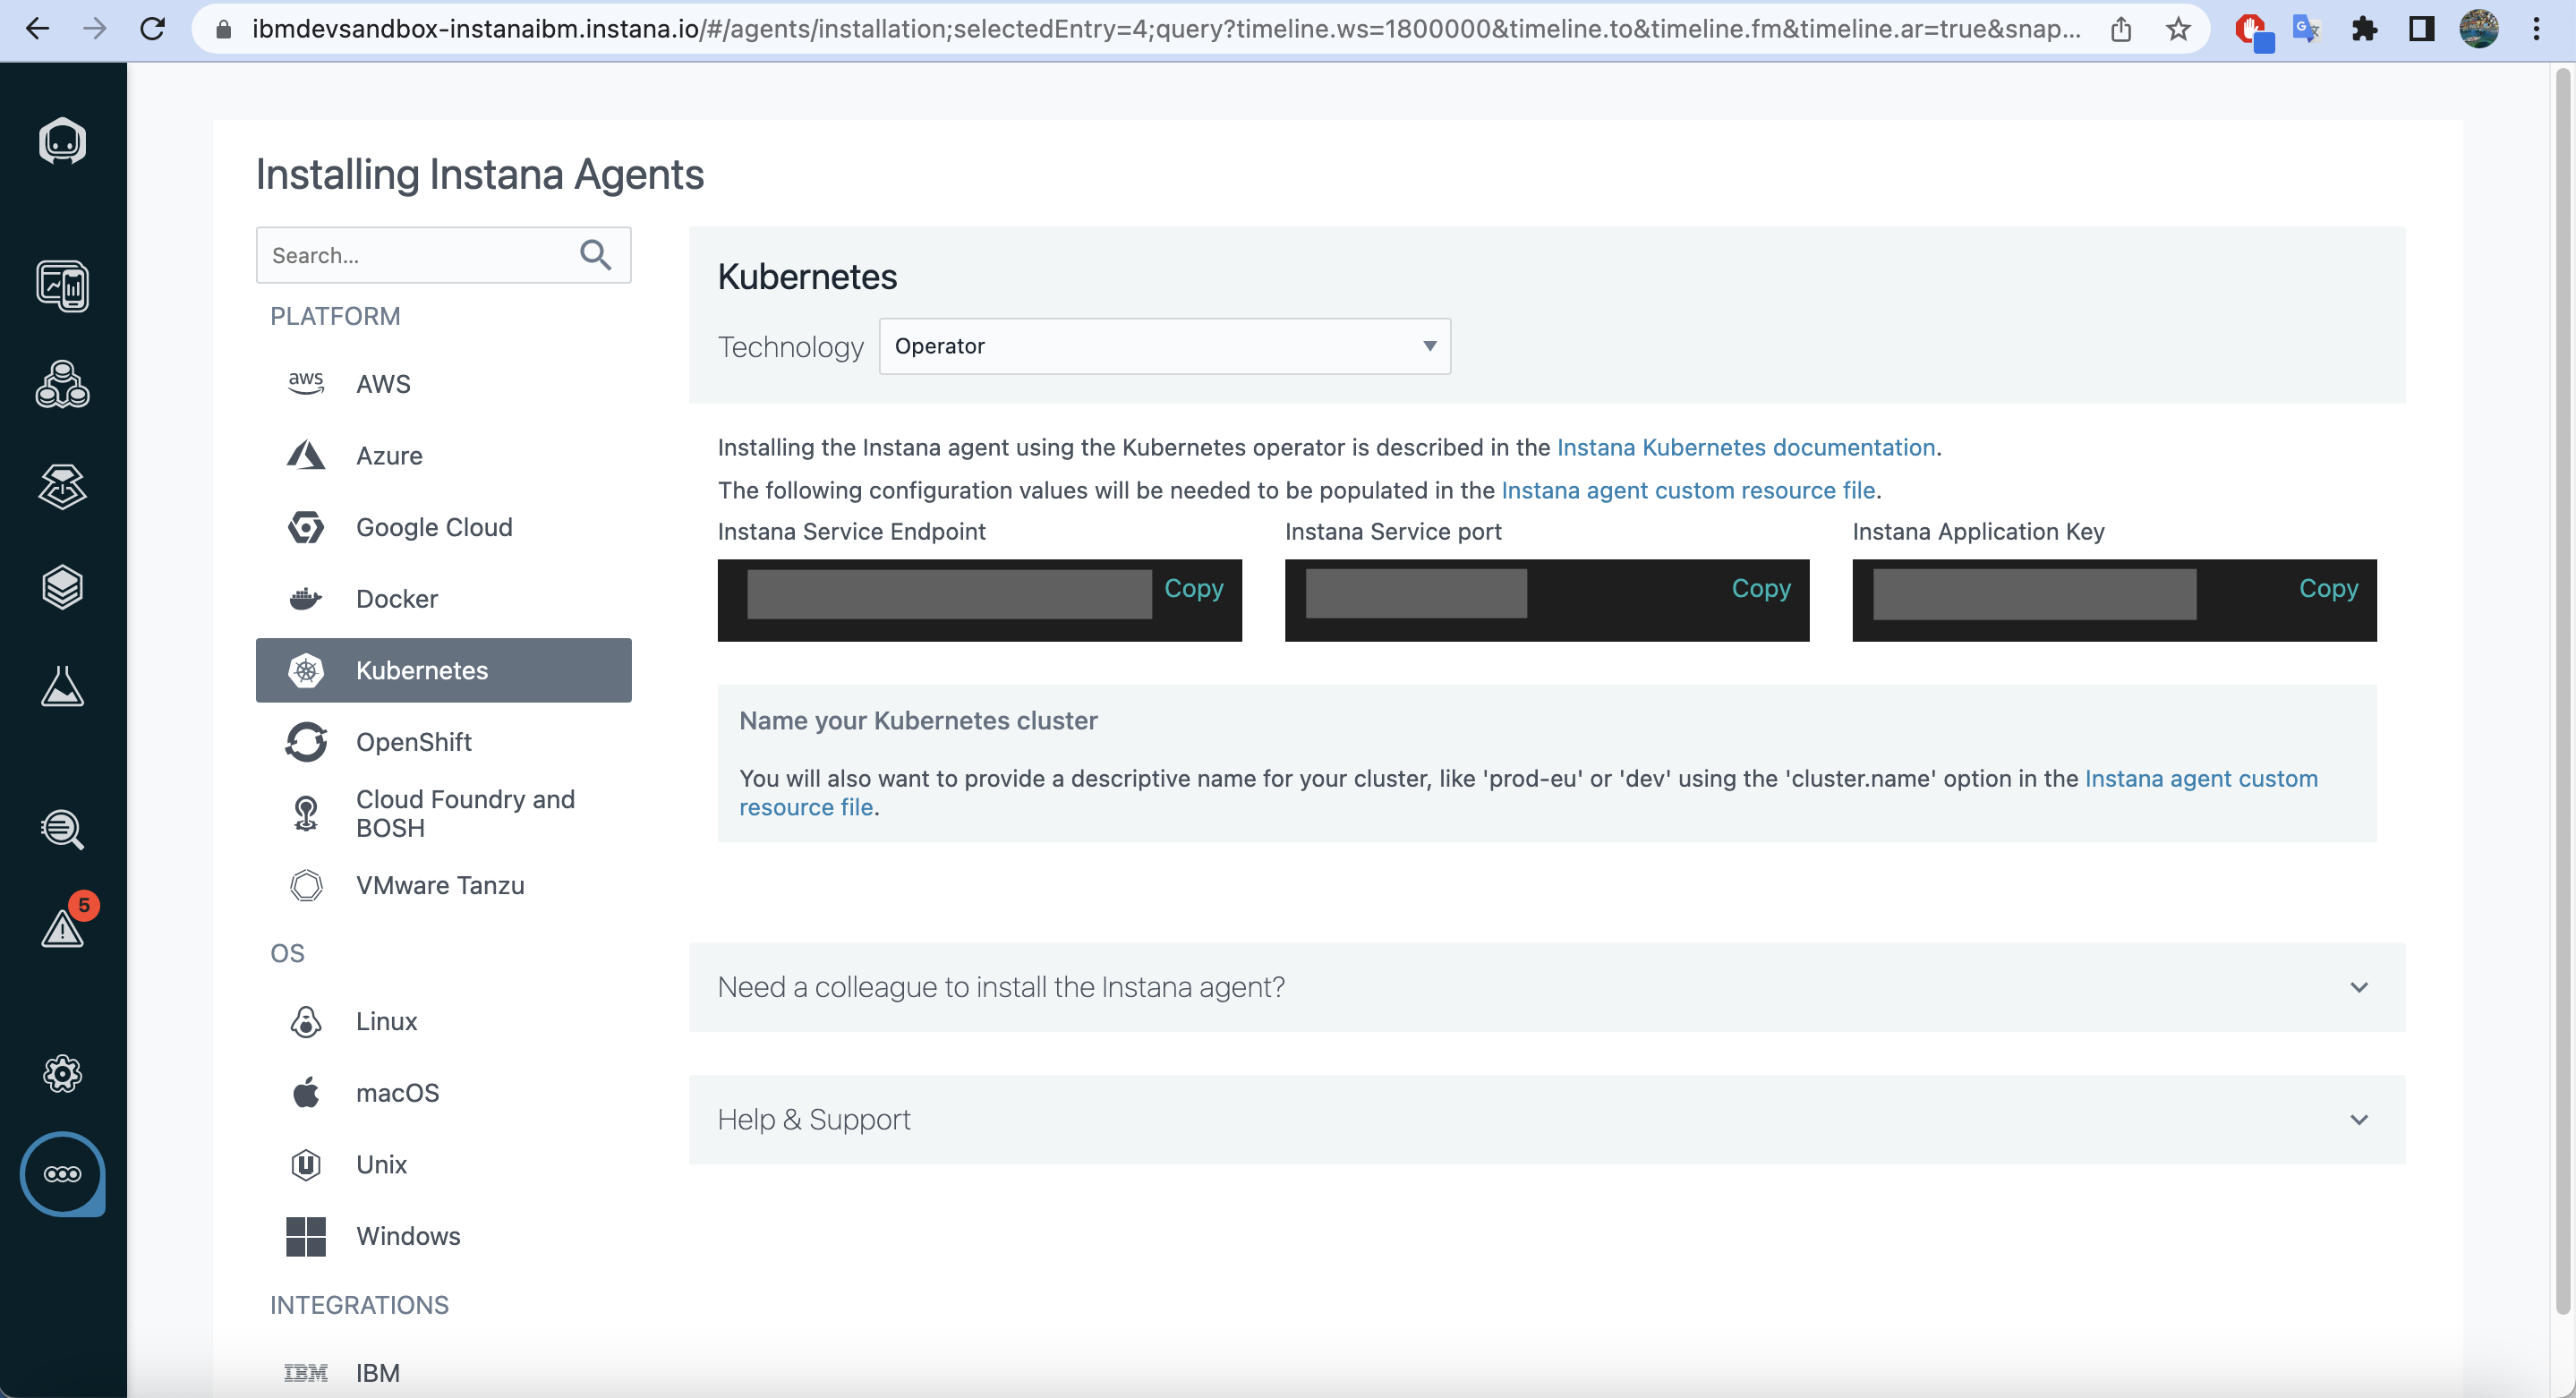 ibmdevsandbox-instanaibm.instana.io/#/agents/installation;selectedEntry=4;query?timeline.ws=1800000&timeline.to&timeline.fm&timeline.ar=true&snap...
Installing Instana Agents
Search...
PLATFORM
aws AWS
Azure
Google Cloud
Docker
Kubernetes
OpenShift
Cloud Foundry and
BOSH
VMware Tanzu
5
OS
Linux
macOS
Unix
Windows
INTEGRATIONS
IBM IBM
Kubernetes
Technology Operator
Installing the Instana agent using the Kubernetes operator is described in the Instana Kubernetes documentation.
The following configuration values will be needed to be populated in the Instana agent custom resource file.
Instana Service Endpoint
Copy
Instana Service port
Copy
Instana Application Key
Copy
Name your Kubernetes cluster
You will also want to provide a descriptive name for your cluster, like 'prod-eu' or 'dev' using the 'cluster.name' option in the Instana agent custom
resource file.
Need a colleague to install the Instana agent?
Help & Support